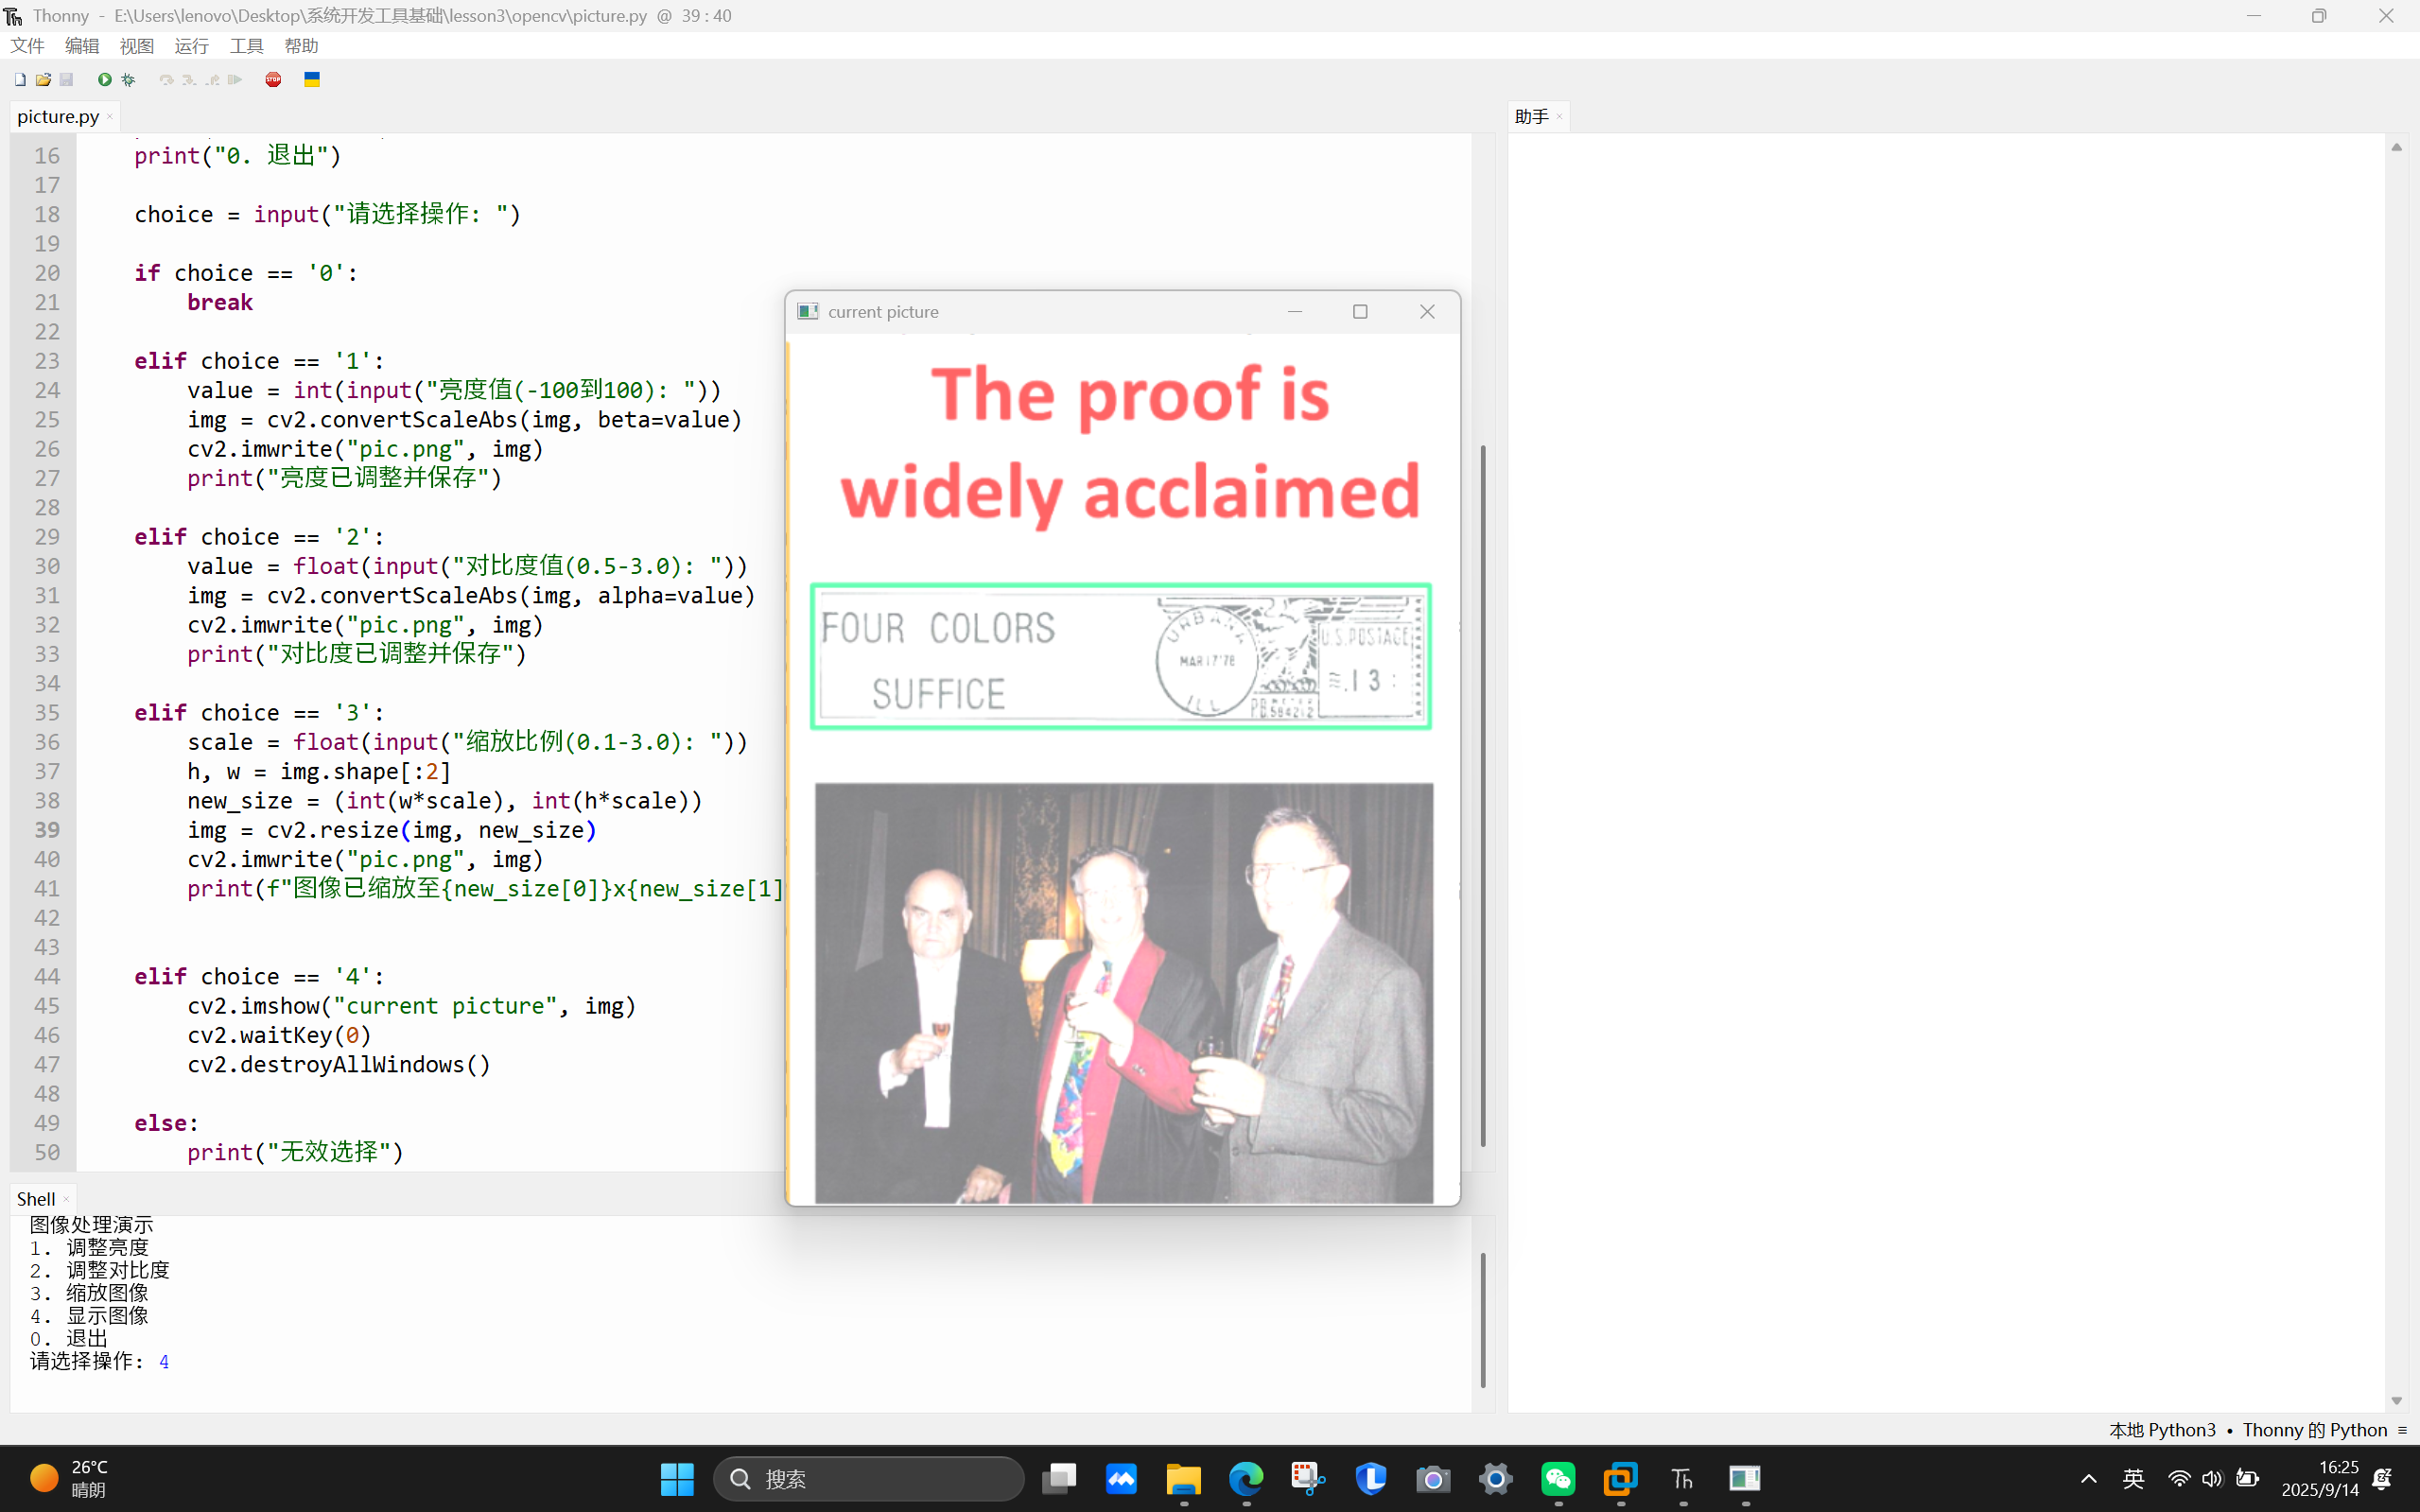 Thonny - E:\Users\lenovo\Desktop\系统开发工具基础\lesson3\opencv\picture.py @ 39 : 40
文件 编辑 视图 运行 工具 帮助
STOP
picture.py
助手
16 print("0. 退出")
17
18 choice = input("请选择操作: ")
19
20 if choice == '0':
21 break
22
23 elif choice == '1':
24 value = int(input("亮度值(-100到100): "))
25 img = cv2.convertScaleAbs(img, beta=value)
26 cv2.imwrite("pic.png", img)
27 print("亮度已调整并保存")
28
29 elif choice == '2':
30 value = float(input("对比度值(0.5-3.0): "))
31 img = cv2.convertScaleAbs(img, alpha=value)
32 cv2.imwrite("pic.png", img)
33 print("对比度已调整并保存")
34
35 elif choice == '3':
36 scale = float(input("缩放比例(0.1-3.0): "))
37 h, w = img.shape[:2]
38 new_size = (int(w*scale), int(h*scale))
39 img = cv2.resize(img, new_size)
40 cv2.imwrite("pic.png", img)
41 print(f"图像已缩放至{new_size[0]}x{new_size[1]
42
43
44 elif choice == '4':
45 cv2.imshow("current picture", img)
46 cv2.waitKey(0)
47 cv2.destroyAllWindows()
48
49 else:
50 print("无效选择")
current picture
The proof is
widely acclaimed
FOUR COLORS
SUFFICE
URBANA
MAR17'78
ILL
U.S.POSTAGE
.13
P.B.METER
584212
Shell
图像处理演示
1. 调整亮度
2. 调整对比度
3. 缩放图像
4. 显示图像
0. 退出
请选择操作: 4
本地 Python3 • Thonny 的 Python ≡
26°C
晴朗
搜索
Th
英
16:25
2025/9/14